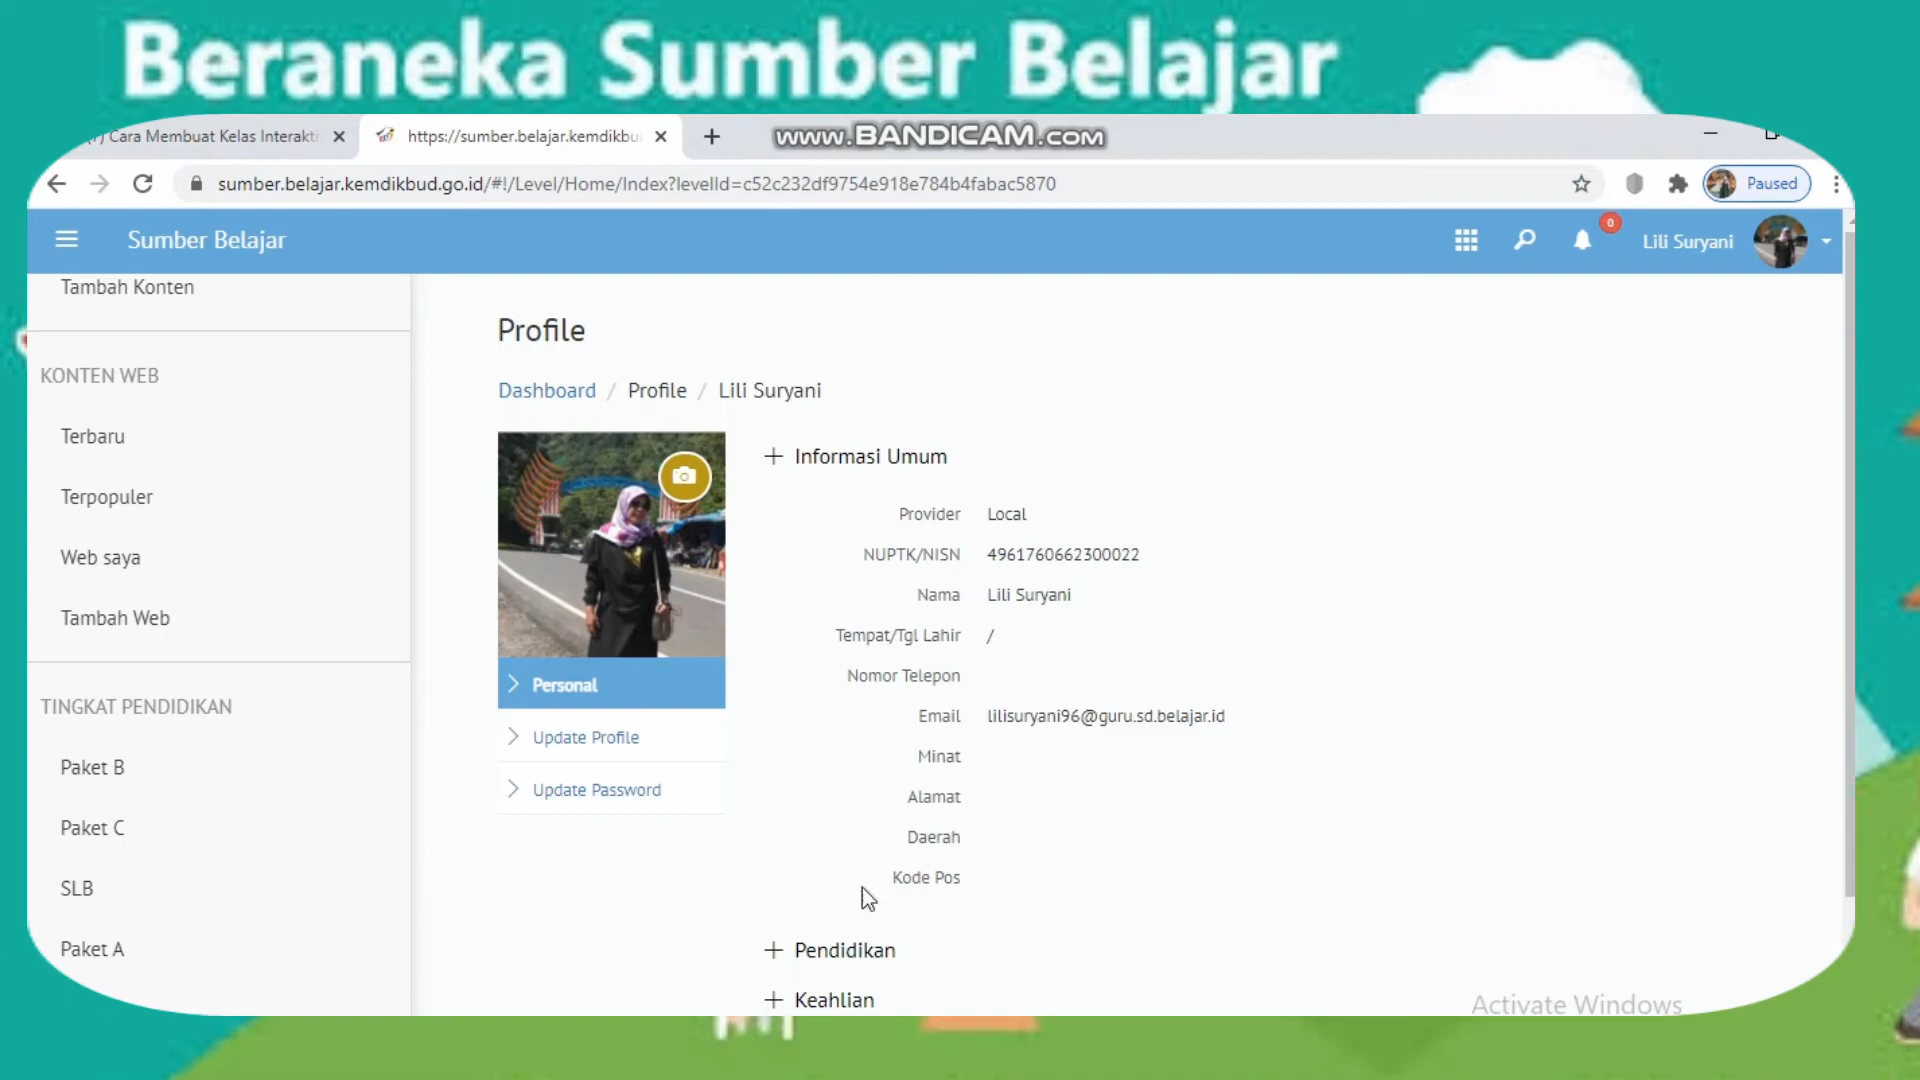 Beraneka Sumber Belajar
Cara Membuat Kelas Interakti
https://sumber.belajar.kemdikbu
www.BANDICAM.com
sumber.belajar.kemdikbud.go.id/#!/Level/Home/Index?levelId=c52c232df9754e918e784b4fabac5870
Paused
Sumber Belajar
0
Lili Suryani
Tambah Konten
KONTEN WEB
Terbaru
Terpopuler
Web saya
Tambah Web
TINGKAT PENDIDIKAN
Paket B
Paket C
SLB
Paket A
Profile
Dashboard / Profile / Lili Suryani
Personal
Update Profile
Update Password
Informasi Umum
Provider Local
NUPTK/NISN 4961760662300022
Nama Lili Suryani
Tempat/Tgl Lahir /
Nomor Telepon
Email lilisuryani96@guru.sd.belajar.id
Minat
Alamat
Daerah
Kode Pos
Pendidikan
Keahlian
Activate Windows